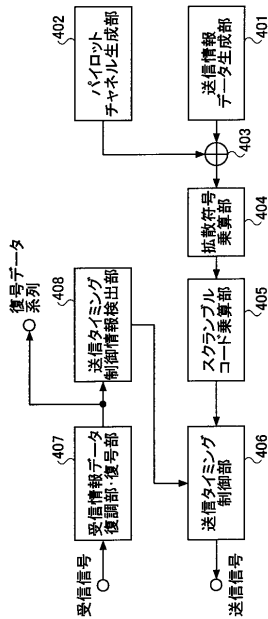 402
パイロット
チャネル生成部
401
送信情報
データ生成部
403
拡散符号
乗算部
404
スクランブル
コード乗算部
405
送信タイミング
制御部
406
送信信号
復号データ
系列
408
送信タイミング
制御情報検出部
407
受信情報データ
復調部・復号部
受信信号